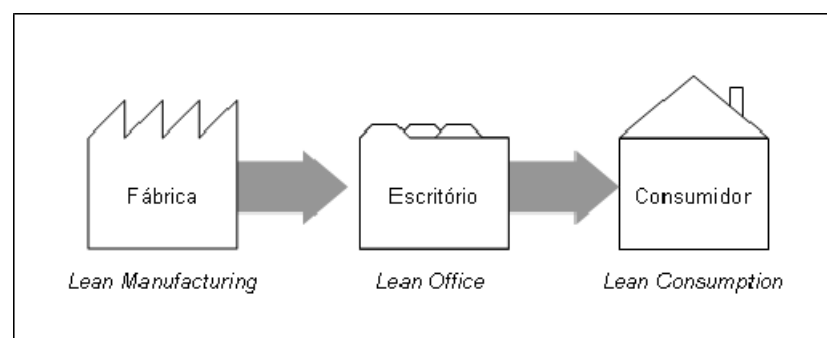 Fábrica
Escritório
Consumidor
Lean Manufacturing
Lean Office
Lean Consumption